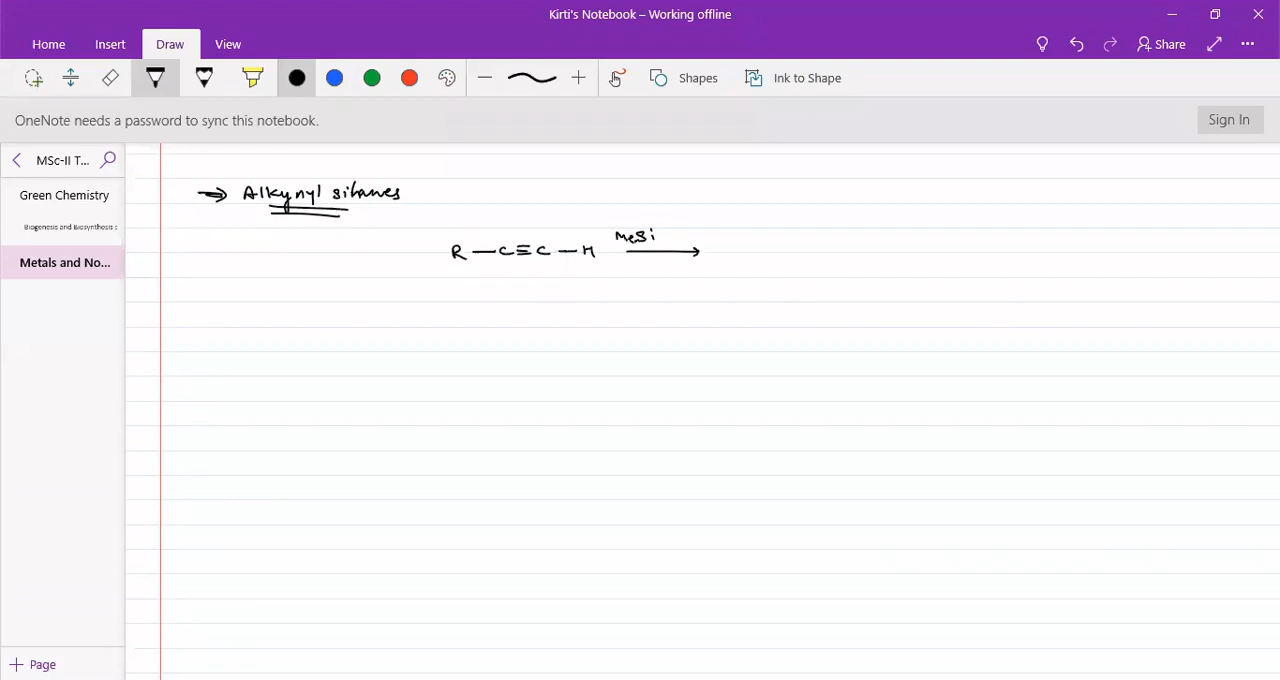 Kirti's Notebook – Working offline
Home Insert Draw View Share
Shapes Ink to Shape
OneNote needs a password to sync this notebook. Sign In
MSc-II T...
Green Chemistry
Biogenesis and Biosynthesis
Metals and No...
→ Alkynyl silanes
R — C ≡ C — H MeSi →
+ Page